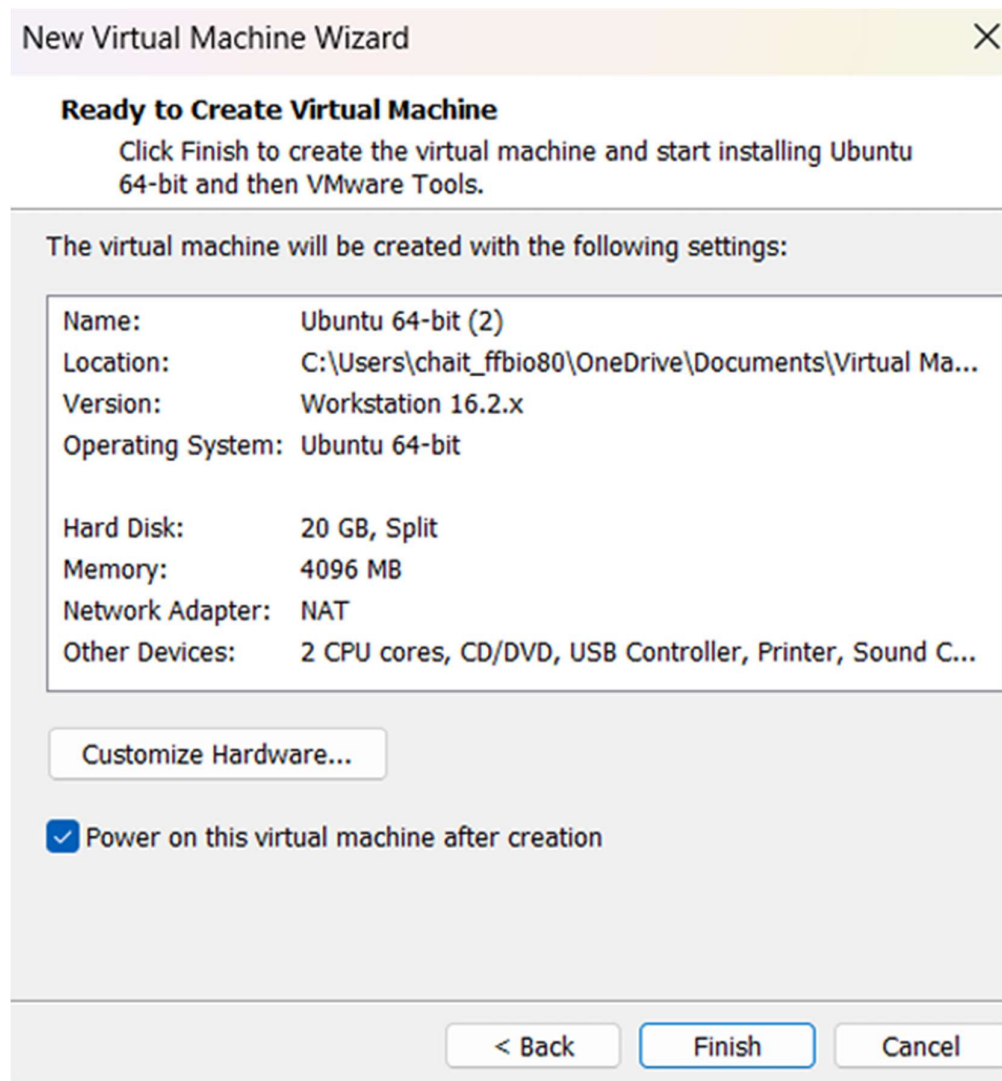 New Virtual Machine Wizard
Ready to Create Virtual Machine
Click Finish to create the virtual machine and start installing Ubuntu
64-bit and then VMware Tools.
The virtual machine will be created with the following settings:
Name: Ubuntu 64-bit (2)
Location: C:\Users\chait_ffbio80\OneDrive\Documents\Virtual Ma...
Version: Workstation 16.2.x
Operating System: Ubuntu 64-bit
Hard Disk: 20 GB, Split
Memory: 4096 MB
Network Adapter: NAT
Other Devices: 2 CPU cores, CD/DVD, USB Controller, Printer, Sound C...
Customize Hardware...
Power on this virtual machine after creation
< Back Finish Cancel